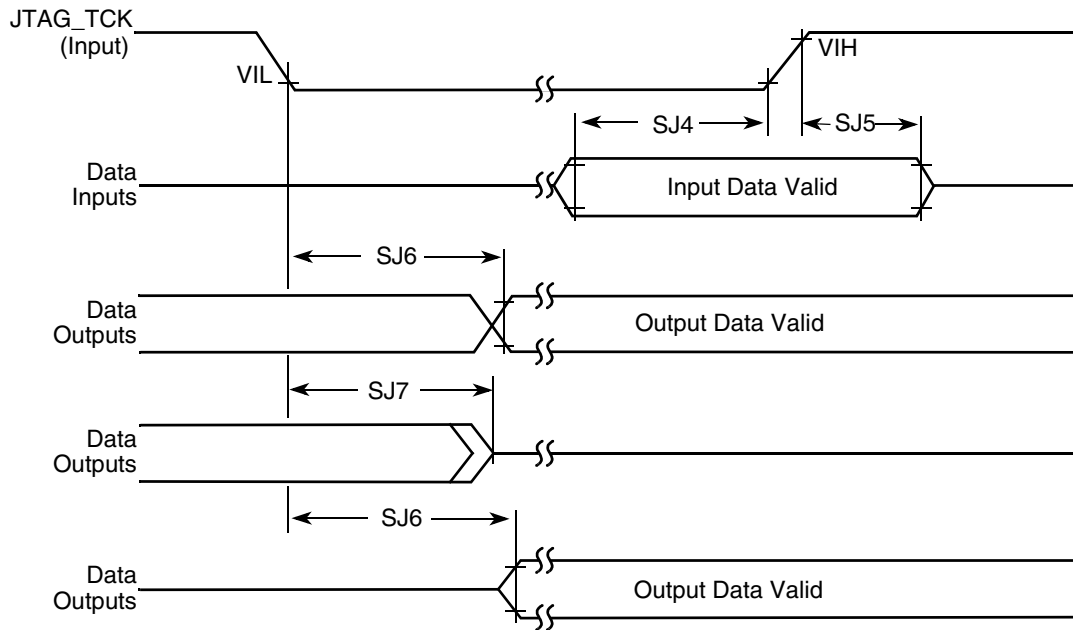 JTAG_TCK
(Input)
VIL
VIH
SJ4
SJ5
Data
Inputs
Input Data Valid
SJ6
Data
Outputs
Output Data Valid
SJ7
Data
Outputs
SJ6
Data
Outputs
Output Data Valid